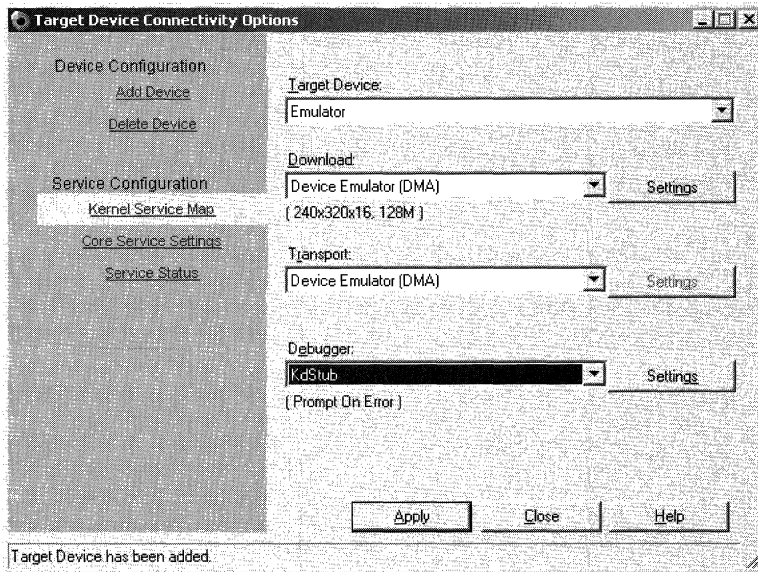 Target Device Connectivity Options
Device Configuration
Add Device
Delete Device
Service Configuration
Kernel Service Map
Core Service Settings
Service Status
Target Device:
Emulator
Download:
Device Emulator (DMA)
Settings
( 240x320x16, 128M )
Transport:
Device Emulator (DMA)
Settings
Debugger:
KdStub
Settings
( Prompt On Error )
Apply
Close
Help
Target Device has been added.